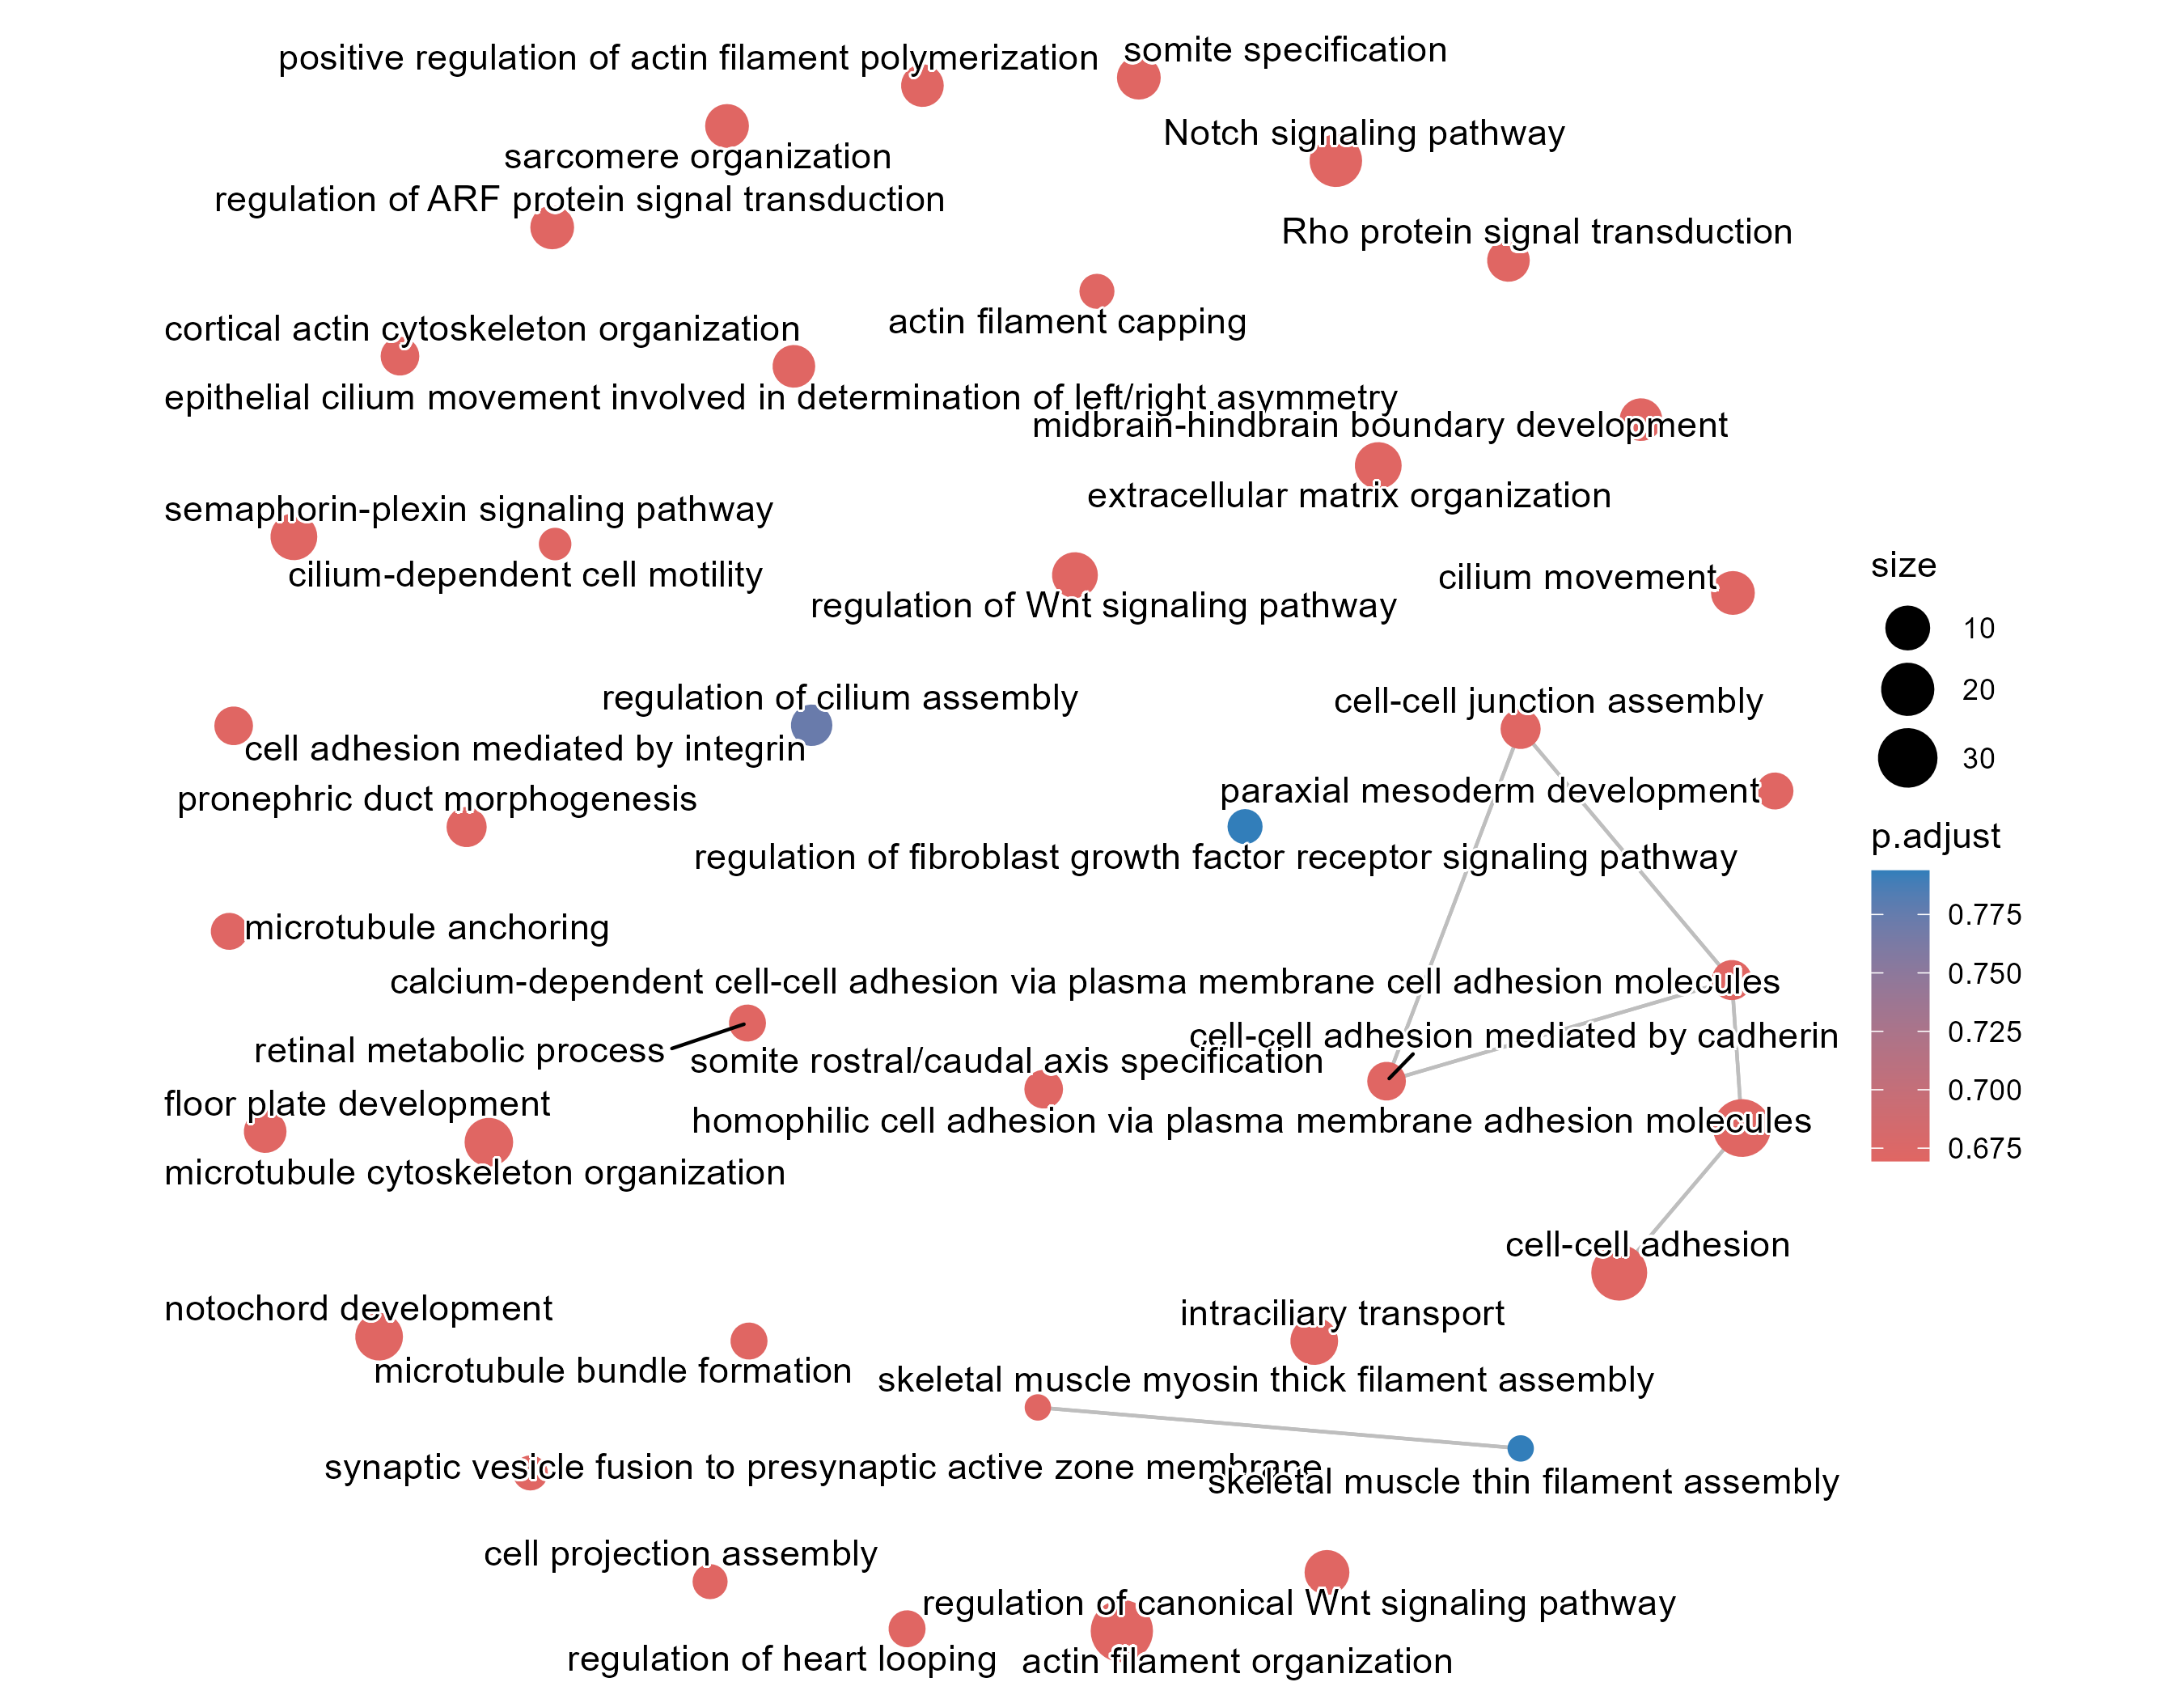 positive regulation of actin filament polymerization
somite specification
Notch signaling pathway
sarcomere organization
regulation of ARF protein signal transduction
Rho protein signal transduction
actin filament capping
cortical actin cytoskeleton organization
epithelial cilium movement involved in determination of left/right asymmetry
midbrain-hindbrain boundary development
extracellular matrix organization
semaphorin-plexin signaling pathway
cilium-dependent cell motility
regulation of Wnt signaling pathway
cilium movement
size
10
20
30
regulation of cilium assembly
cell-cell junction assembly
cell adhesion mediated by integrin
paraxial mesoderm development
pronephric duct morphogenesis
regulation of fibroblast growth factor receptor signaling pathway
p.adjust
0.775
0.750
0.725
0.700
0.675
microtubule anchoring
calcium-dependent cell-cell adhesion via plasma membrane cell adhesion molecules
cell-cell adhesion mediated by cadherin
retinal metabolic process
somite rostral/caudal axis specification
floor plate development
homophilic cell adhesion via plasma membrane adhesion molecules
microtubule cytoskeleton organization
cell-cell adhesion
notochord development
intraciliary transport
microtubule bundle formation
skeletal muscle myosin thick filament assembly
synaptic vesicle fusion to presynaptic active zone membrane
skeletal muscle thin filament assembly
cell projection assembly
regulation of canonical Wnt signaling pathway
regulation of heart looping
actin filament organization